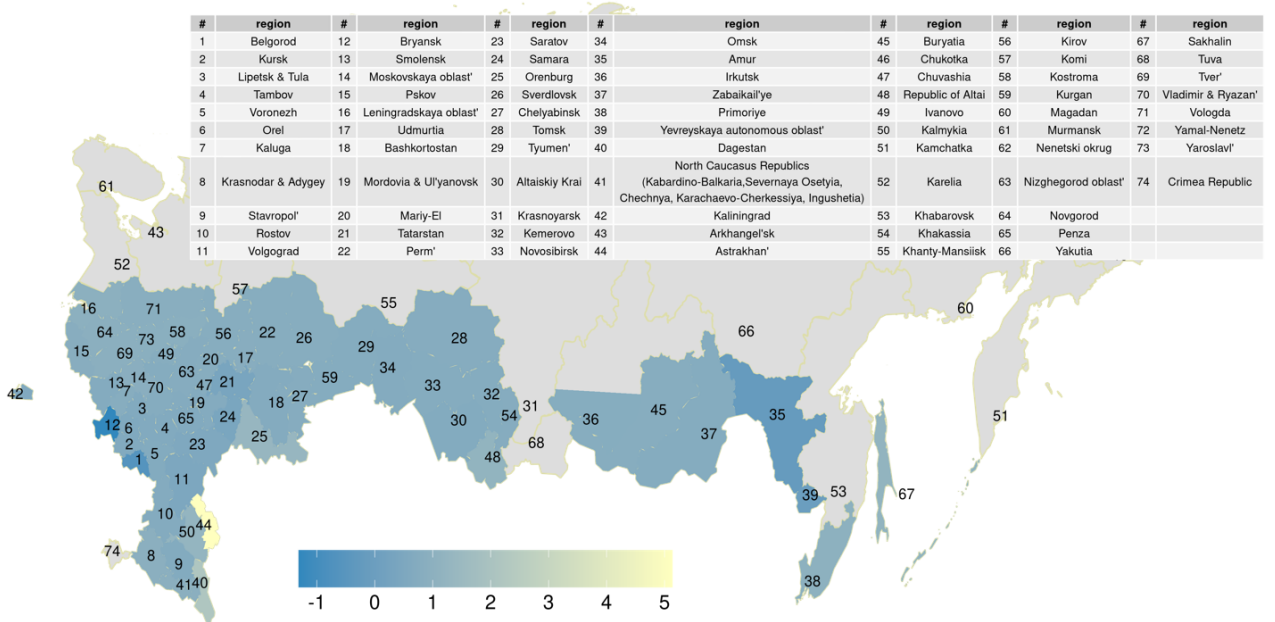 # region # region # region # region # region # region # region
1 Belgorod 12 Bryansk 23 Saratov 34 Omsk 45 Buryatia 56 Kirov 67 Sakhalin
2 Kursk 13 Smolensk 24 Samara 35 Amur 46 Chukotka 57 Komi 68 Tuva
3 Lipetsk & Tula 14 Moskovskaya oblast' 25 Orenburg 36 Irkutsk 47 Chuvashia 58 Kostroma 69 Tver'
4 Tambov 15 Pskov 26 Sverdlovsk 37 Zabaikail'ye 48 Republic of Altai 59 Kurgan 70 Vladimir & Ryazan'
5 Voronezh 16 Leningradskaya oblast' 27 Chelyabinsk 38 Primoriye 49 Ivanovo 60 Magadan 71 Vologda
6 Orel 17 Udmurtia 28 Tomsk 39 Yevreyskaya autonomous oblast' 50 Kalmykia 61 Murmansk 72 Yamal-Nenetz
7 Kaluga 18 Bashkortostan 29 Tyumen' 40 Dagestan 51 Kamchatka 62 Nenetski okrug 73 Yaroslavl'
North Caucasus Republics
8 Krasnodar & Adygey 19 Mordovia & Ul'yanovsk 30 Altaiskiy Krai 41 (Kabardino-Balkaria,Severnaya Osetyia, 52 Karelia 63 Nizhgegorod oblast' 74 Crimea Republic
Chechnya, Karachaevo-Cherkessiya, Ingushetia)
9 Stavropol' 20 Mariy-El 31 Krasnoyarsk 42 Kaliningrad 53 Khabarovsk 64 Novgorod
10 Rostov 21 Tatarstan 32 Kemerovo 43 Arkhangel'sk 54 Khakassia 65 Penza
11 Volgograd 22 Perm' 33 Novosibirsk 44 Astrakhan' 55 Khanty-Mansiisk 66 Yakutia
61
43
52
57
55
16 71 60
64 73 58 56 22 26 28 66
15 69 49 20 17 29
63 34
13 7 14 70 47 21 59 33
42 19 18 27 32
3 31 45
12 6 4 65 24 30 54 36 35 51
2 25 68 37
1 5 23 48
11 39 53 67
10 50 44
74 8 9
41 40 38
-1 0 1 2 3 4 5